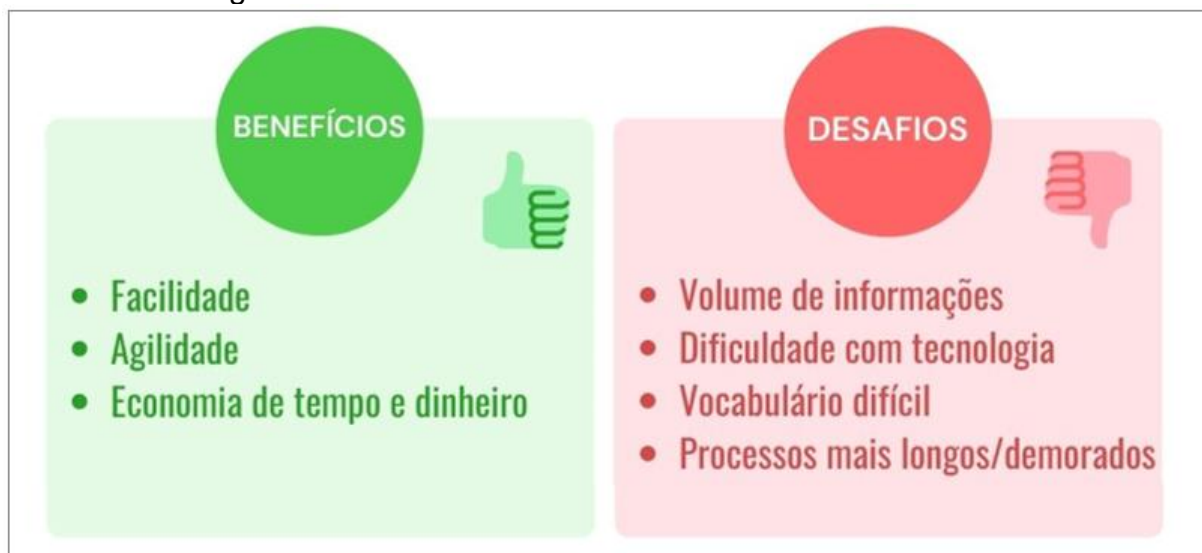 BENEFÍCIOS
Facilidade
Agilidade
Economia de tempo e dinheiro
DESAFIOS
Volume de informações
Dificuldade com tecnologia
Vocabulário difícil
Processos mais longos/demorados